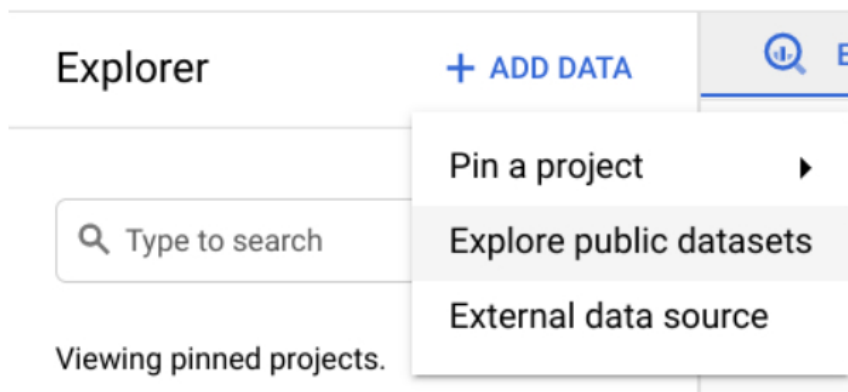 Explorer
+ ADD DATA
Pin a project
Type to search
Explore public datasets
External data source
Viewing pinned projects.